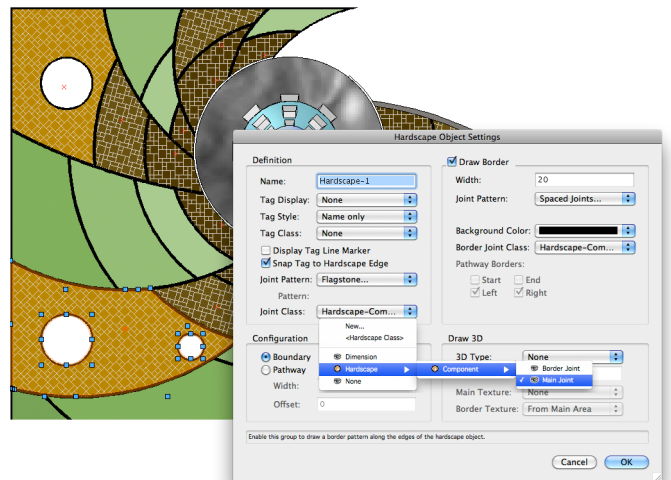 Hardscape Object Settings
Definition
Name: Hardscape-1
Tag Display: None
Tag Style: Name only
Tag Class: None
Display Tag Line Marker
Snap Tag to Hardscape Edge
Joint Pattern: Flagstone...
Pattern:
Joint Class: Hardscape-Com...
New...
<Hardscape Class>
Dimension
Hardscape
None
Component
Border Joint
✓ Main Joint
Configuration
Boundary
Pathway
Width:
Offset: 0
Draw Border
Width: 20
Joint Pattern: Spaced Joints...
Background Color:
Border Joint Class: Hardscape-Com...
Pathway Borders:
Start End
Left Right
Draw 3D
3D Type: None
Main Texture: None
Border Texture: From Main Area
Enable this group to draw a border pattern along the edges of the hardscape object.
Cancel OK